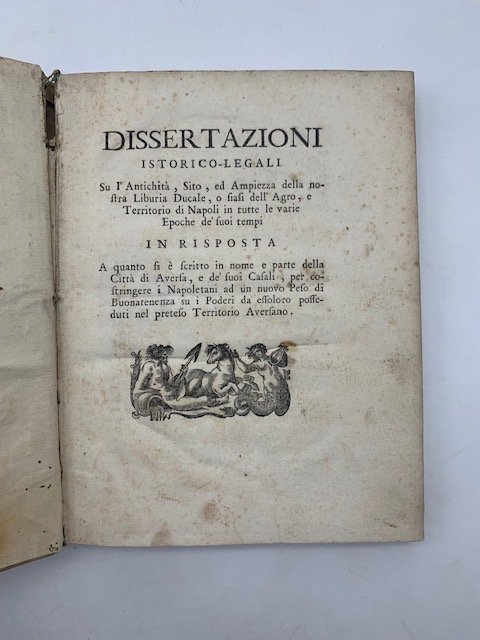 DISSERTAZIONI
ISTORICO-LEGALI
Su l'Antichità, Sito, ed Ampiezza della no-
stra Liburia Ducale, o siasi dell'Agro, e
Territorio di Napoli in tutte le varie
Epoche de' suoi tempi
IN RISPOSTA
A quanto si è scritto in nome e parte della
Città di Aversa, e de' suoi Casali, per co-
stringere i Napoletani ad un nuovo Peso di
Buonatenenza su i Poderi da essoloro posse-
duti nel preteso Territorio Aversano.